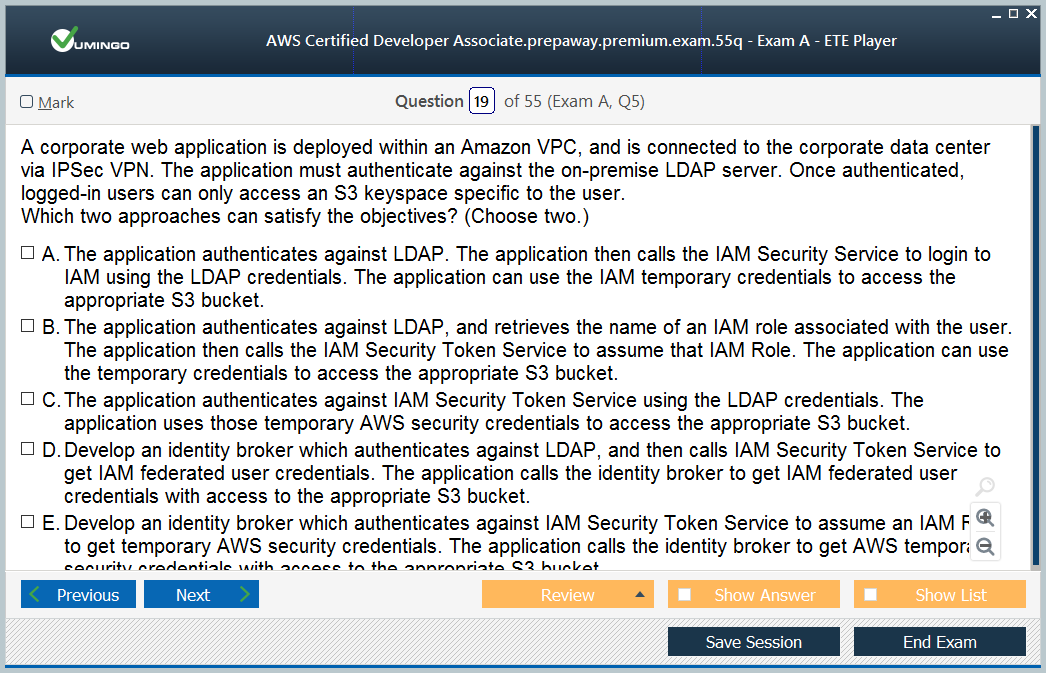 VUMINGO
AWS Certified Developer Associate.prepaway.premium.exam.55q - Exam A - ETE Player
Mark
Question 19 of 55 (Exam A, Q5)
A corporate web application is deployed within an Amazon VPC, and is connected to the corporate data center
via IPSec VPN. The application must authenticate against the on-premise LDAP server. Once authenticated,
logged-in users can only access an S3 keyspace specific to the user.
Which two approaches can satisfy the objectives? (Choose two.)
A. The application authenticates against LDAP. The application then calls the IAM Security Service to login to
IAM using the LDAP credentials. The application can use the IAM temporary credentials to access the
appropriate S3 bucket.
B. The application authenticates against LDAP, and retrieves the name of an IAM role associated with the user.
The application then calls the IAM Security Token Service to assume that IAM Role. The application can use
the temporary credentials to access the appropriate S3 bucket.
C. The application authenticates against IAM Security Token Service using the LDAP credentials. The
application uses those temporary AWS security credentials to access the appropriate S3 bucket.
D. Develop an identity broker which authenticates against LDAP, and then calls IAM Security Token Service to
get IAM federated user credentials. The application calls the identity broker to get IAM federated user
credentials with access to the appropriate S3 bucket.
E. Develop an identity broker which authenticates against IAM Security Token Service to assume an IAM
to get temporary AWS security credentials. The application calls the identity broker to get AWS
security credentials with access to the appropriate S3 bucket.
Previous Next Review Show Answer Show List
Save Session End Exam